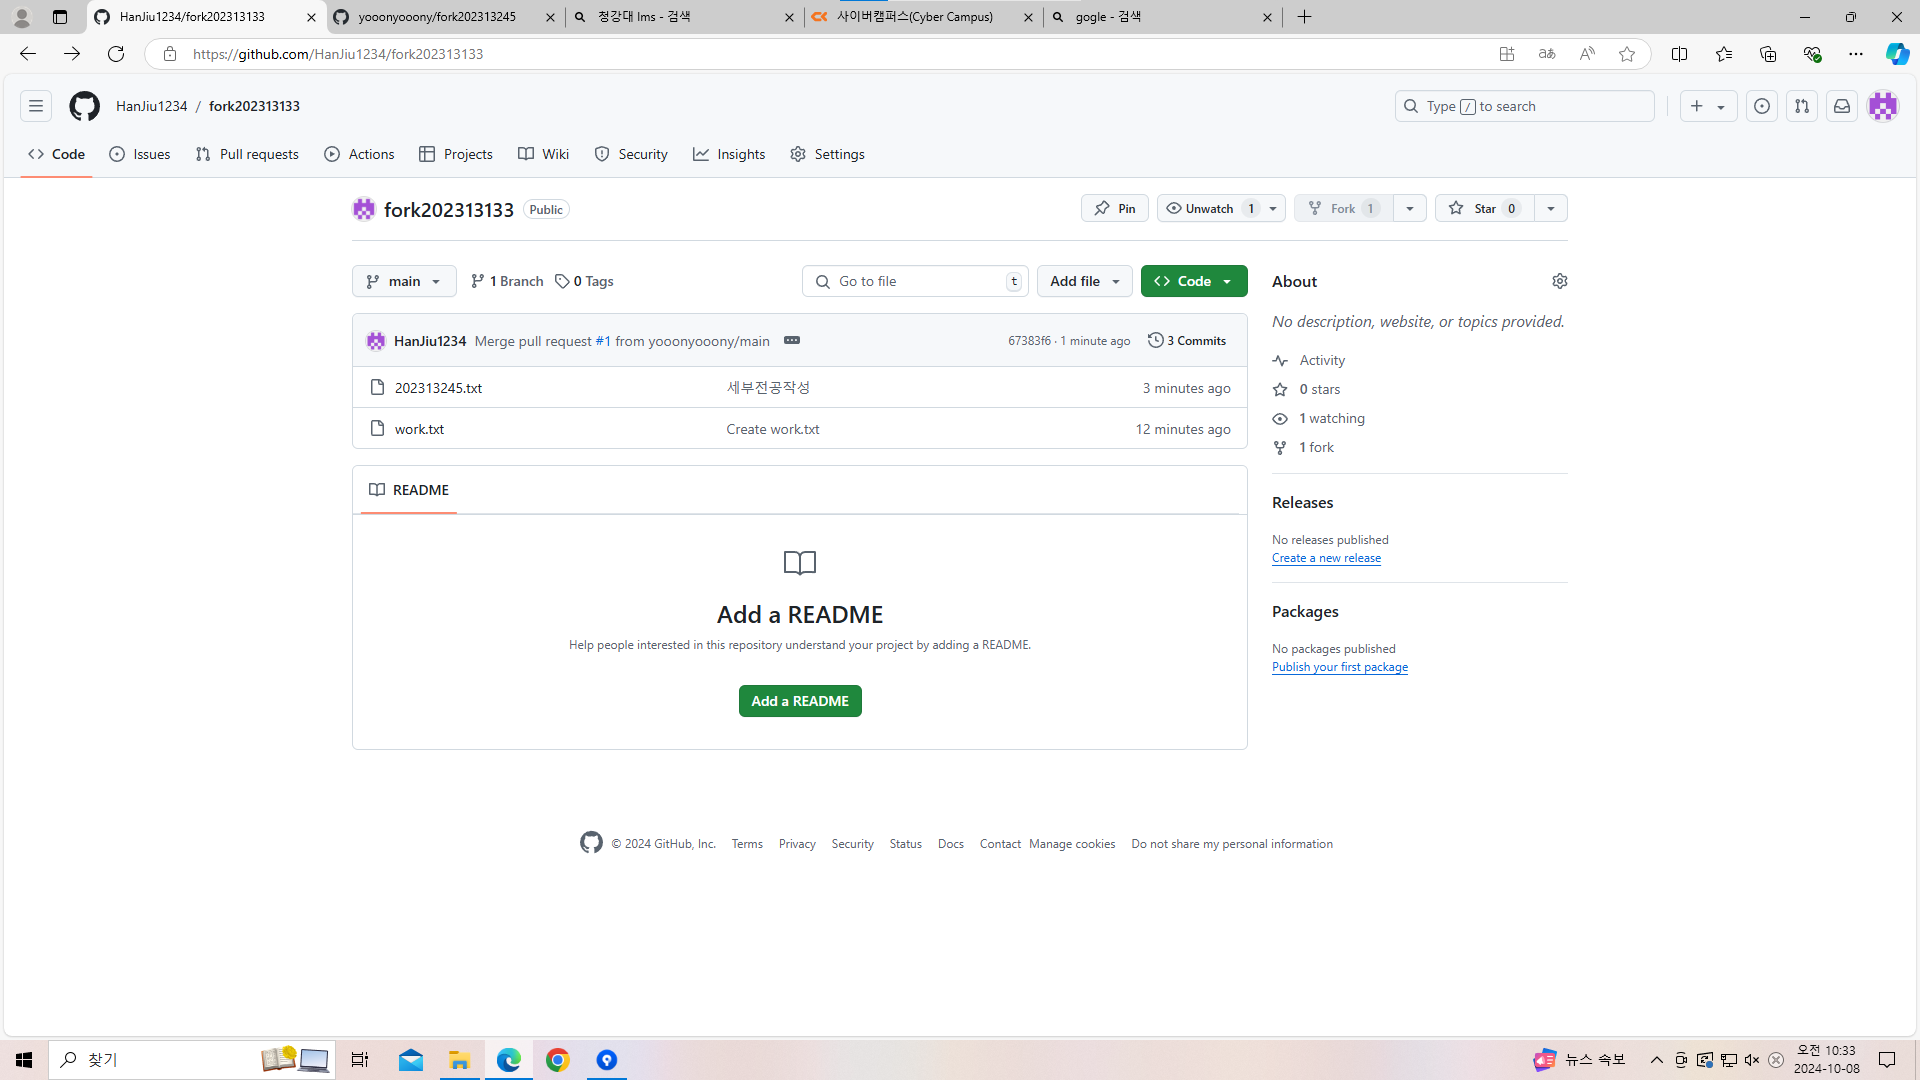 HanJiu1234/fork202313133
yooonyooony/fork202313245
청강대 lms - 검색
사이버캠퍼스(Cyber Campus)
gogle - 검색
https://github.com/HanJiu1234/fork202313133
HanJiu1234 / fork202313133
Type / to search
Code
Issues
Pull requests
Actions
Projects
Wiki
Security
Insights
Settings
fork202313133 Public
Pin
Unwatch 1
Fork 1
Star 0
main
1 Branch
0 Tags
Go to file t
Add file
Code
About
No description, website, or topics provided.
HanJiu1234 Merge pull request #1 from yooonyooony/main
67383f6 · 1 minute ago
3 Commits
202313245.txt 세부전공작성 3 minutes ago
work.txt Create work.txt 12 minutes ago
Activity
0 stars
1 watching
1 fork
README
Add a README
Help people interested in this repository understand your project by adding a README.
Add a README
Releases
No releases published
Create a new release
Packages
No packages published
Publish your first package
© 2024 GitHub, Inc. Terms Privacy Security Status Docs Contact Manage cookies Do not share my personal information
찾기
뉴스 속보
오전 10:33
2024-10-08